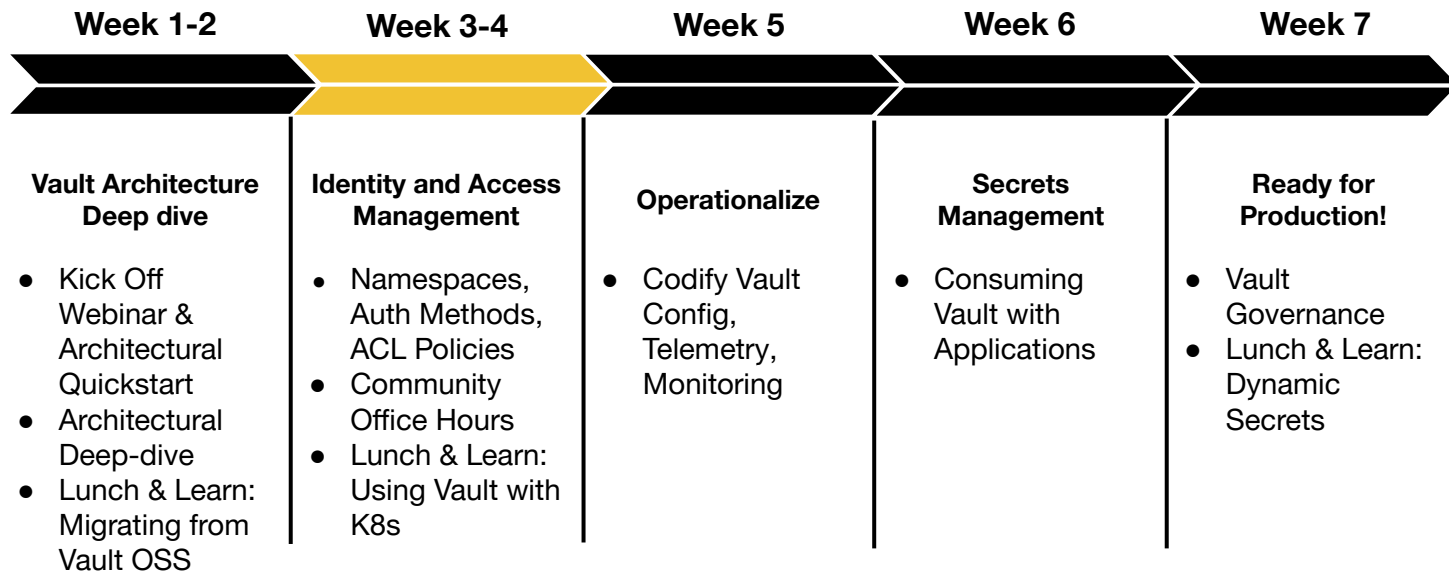 Week 1-2
Week 3-4
Week 5
Week 6
Week 7
Vault Architecture
Deep dive
● Kick Off
Webinar &
Architectural
Quickstart
● Architectural
Deep-dive
● Lunch & Learn:
Migrating from
Vault OSS
Identity and Access
Management
● Namespaces,
Auth Methods,
ACL Policies
● Community
Office Hours
● Lunch & Learn:
Using Vault with
K8s
Operationalize
● Codify Vault
Config,
Telemetry,
Monitoring
Secrets
Management
● Consuming
Vault with
Applications
Ready for
Production!
● Vault
Governance
● Lunch & Learn:
Dynamic
Secrets